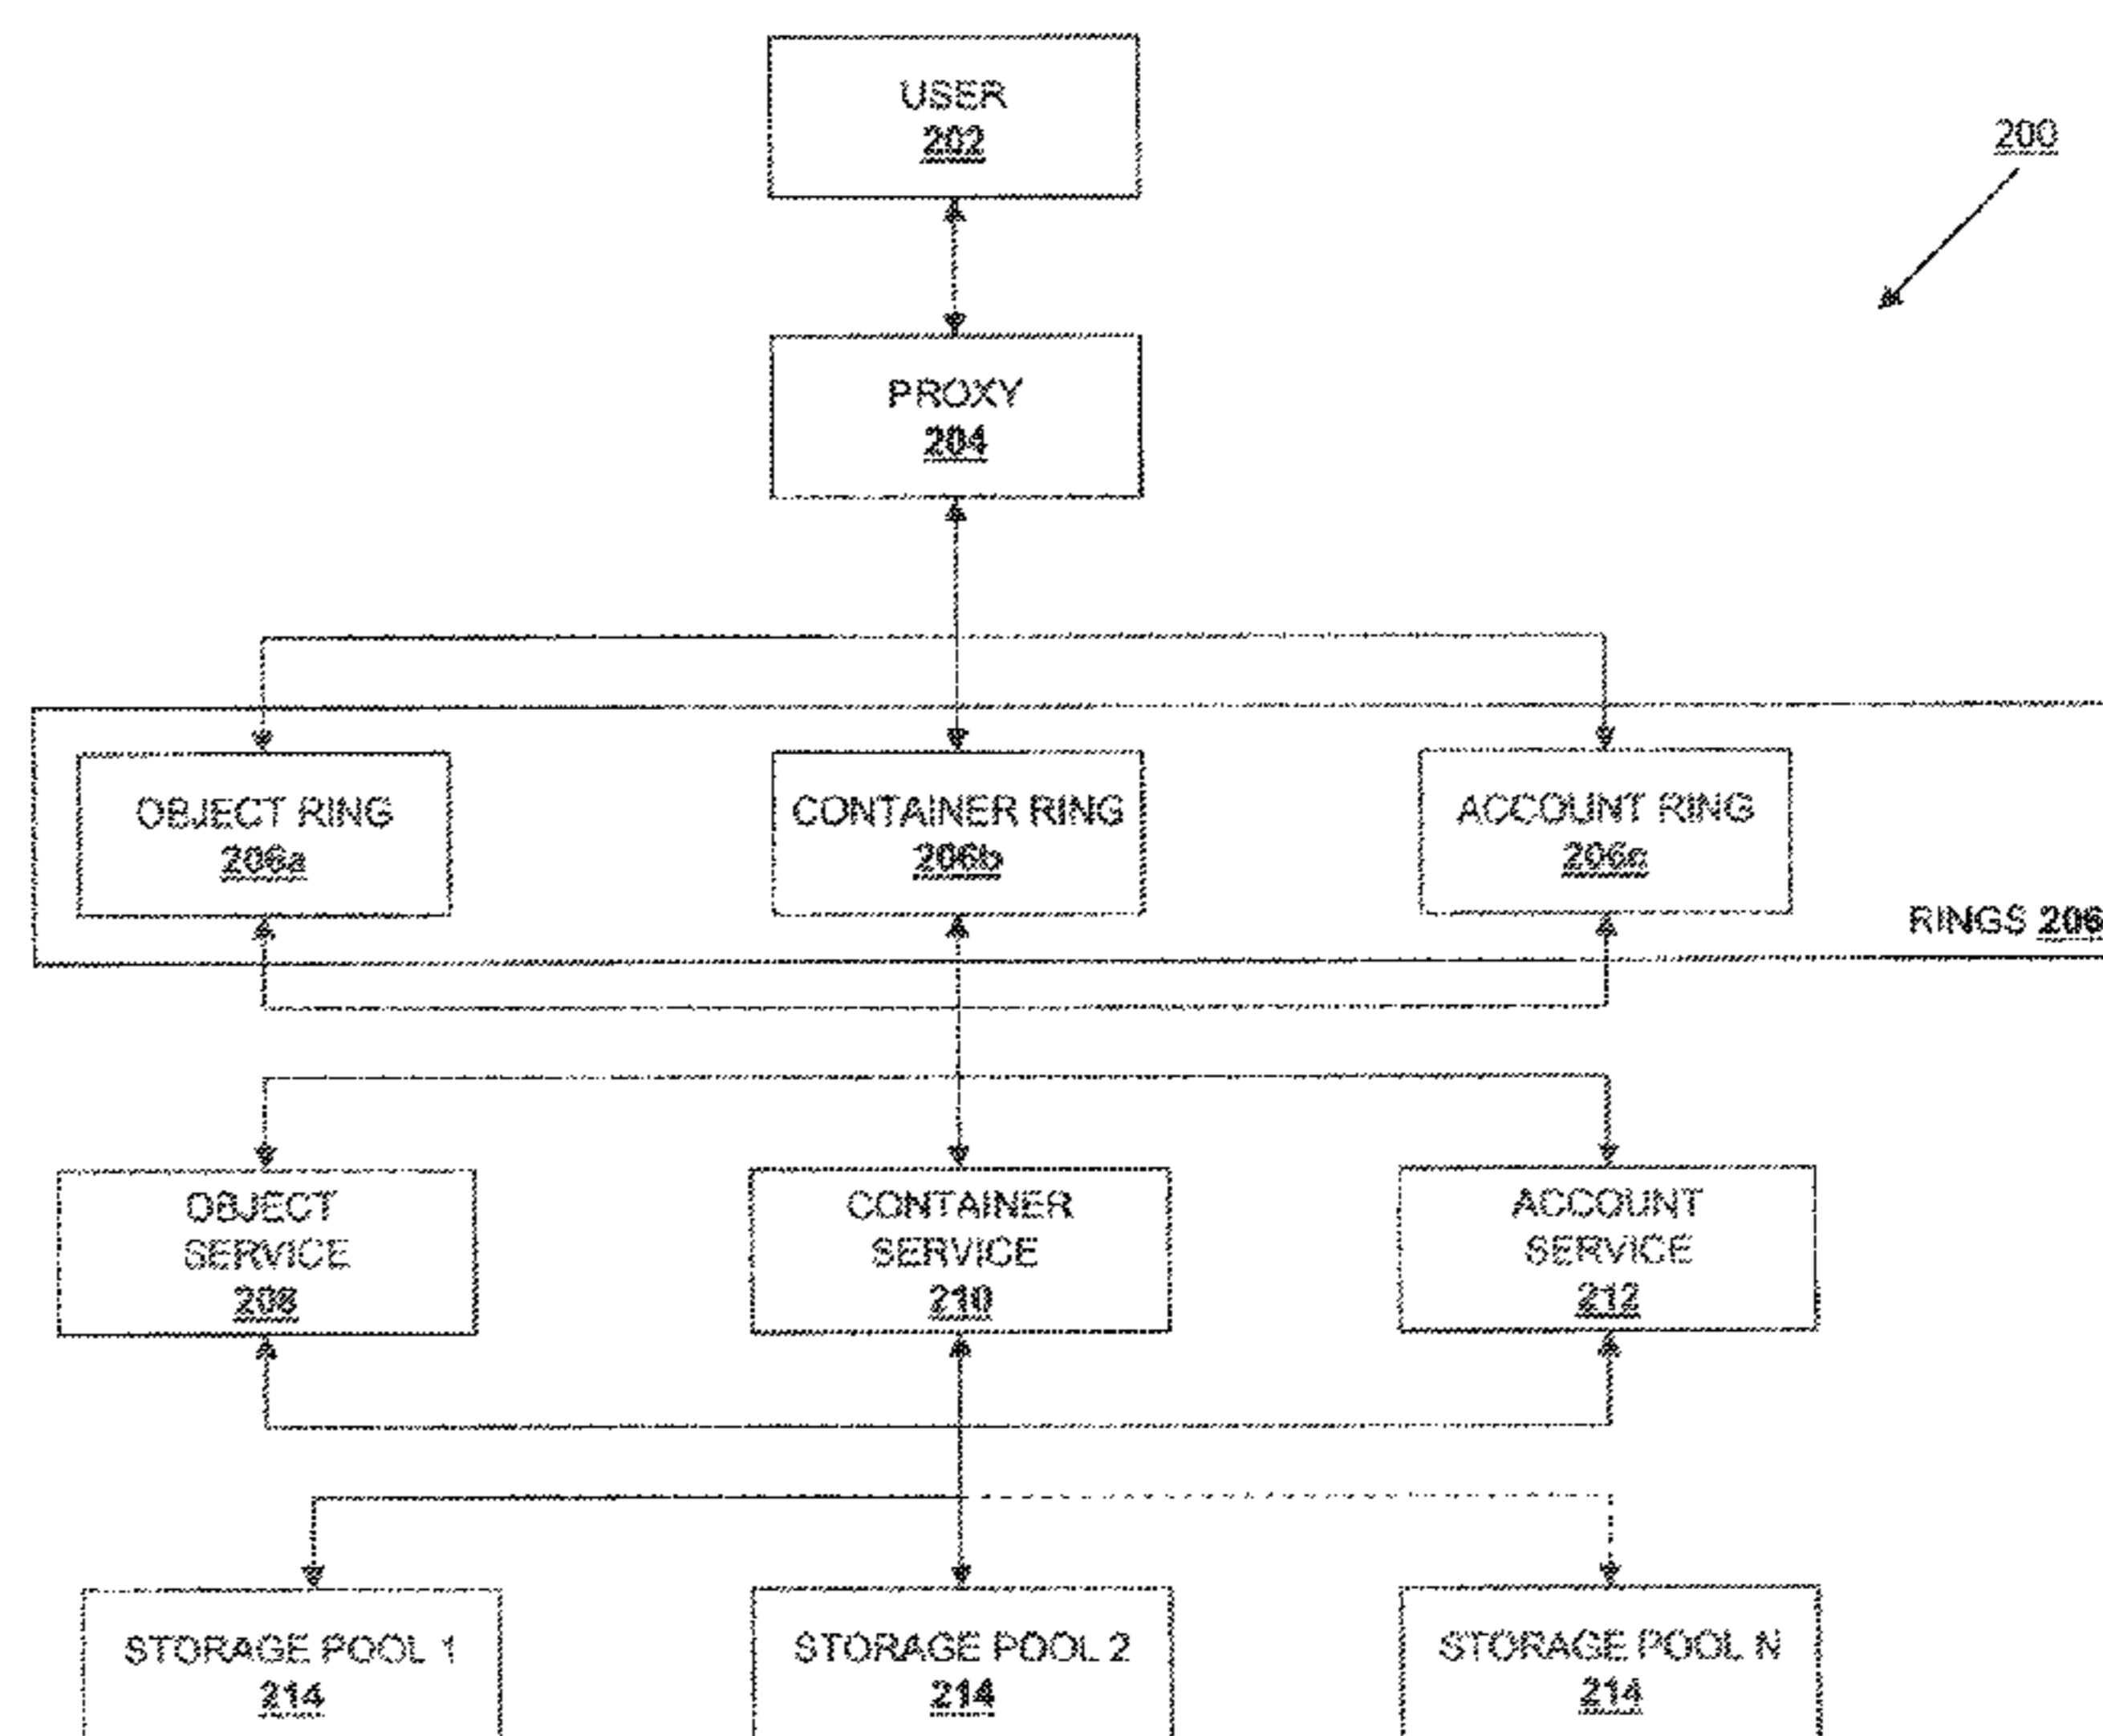 USER
202
200
PROXY
204
OBJECT RING
206a
CONTAINER RING
206b
ACCOUNT RING
206c
RINGS 206
OBJECT
SERVICE
208
CONTAINER
SERVICE
210
ACCOUNT
SERVICE
212
STORAGE POOL 1
214
STORAGE POOL 2
214
STORAGE POOL N
214